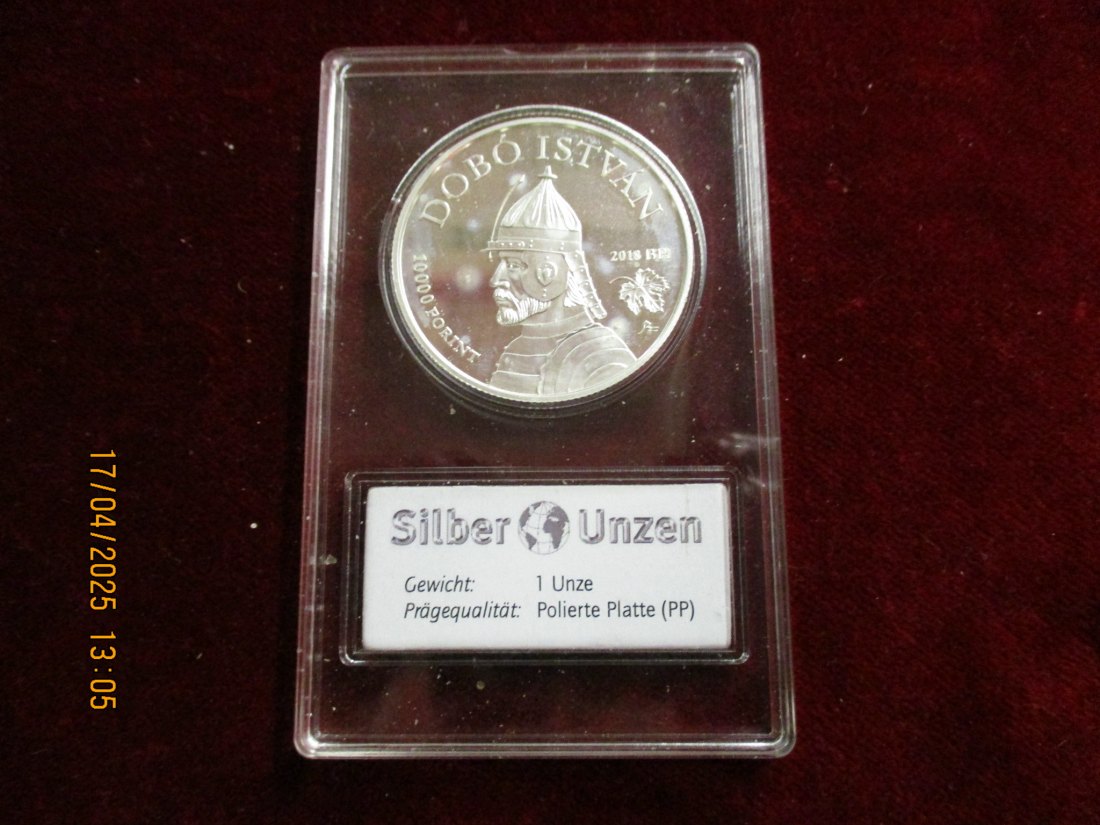 DOBÓ ISTVÁN
10000 FORINT
2018 BP.
Silber Unzen
Gewicht: 1 Unze
Prägequalität: Polierte Platte (PP)
17/04/2025 13:05